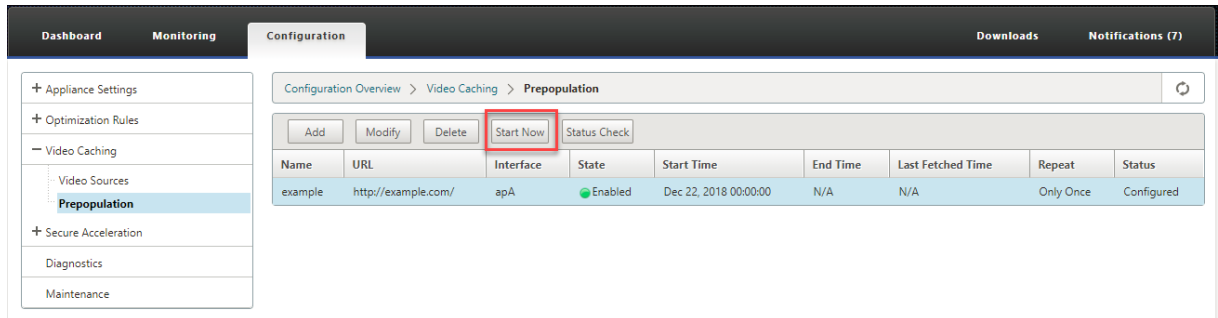 Dashboard Monitoring Configuration Downloads Notifications (7)
+ Appliance Settings
+ Optimization Rules
− Video Caching
Video Sources
Prepopulation
+ Secure Acceleration
Diagnostics
Maintenance
Configuration Overview > Video Caching > Prepopulation
Add Modify Delete Start Now Status Check
Name URL Interface State Start Time End Time Last Fetched Time Repeat Status
example http://example.com/ apA Enabled Dec 22, 2018 00:00:00 N/A N/A Only Once Configured